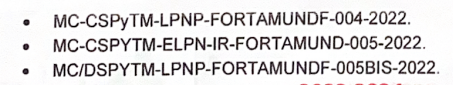 • MC-CSPyTM-LPNP-FORTAMUNDF-004-2022.
• MC-CSPYTM-ELPN-IR-FORTAMUND-005-2022.
• MC/DSPYTM-LPNP-FORTAMUNDF-005BIS-2022.